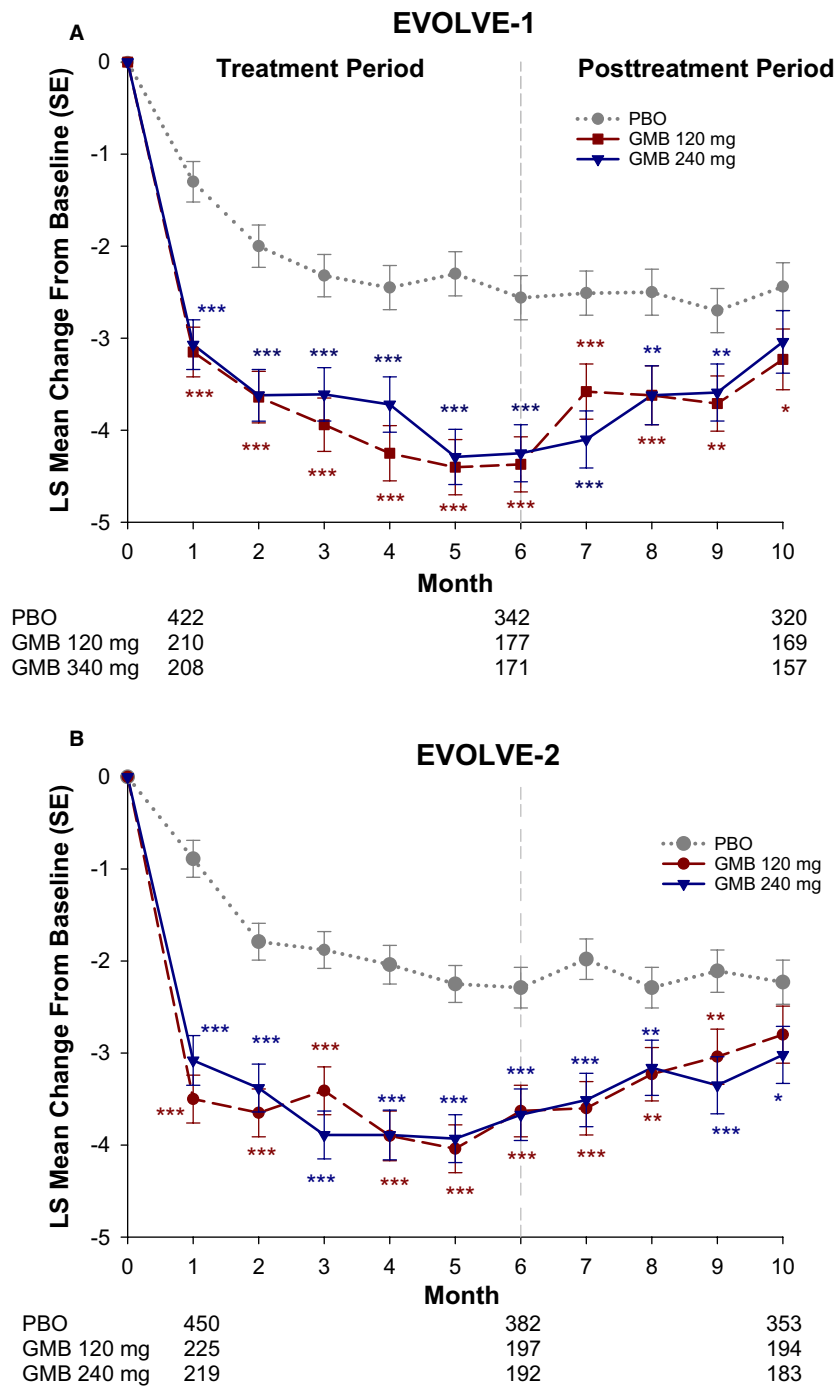 A
EVOLVE-1
Treatment Period
Posttreatment Period
PBO
GMB 120 mg
GMB 240 mg
LS Mean Change From Baseline (SE)
0
-1
-2
-3
-4
-5
***
***
***
***
***
***
***
**
**
***
***
***
***
***
***
***
***
**
*
0 1 2 3 4 5 6 7 8 9 10
Month
PBO 422 342 320
GMB 120 mg 210 177 169
GMB 340 mg 208 171 157
B
EVOLVE-2
PBO
GMB 120 mg
GMB 240 mg
LS Mean Change From Baseline (SE)
0
-1
-2
-3
-4
-5
***
***
***
***
***
***
***
**
**
***
***
***
***
***
***
***
**
***
*
0 1 2 3 4 5 6 7 8 9 10
Month
PBO 450 382 353
GMB 120 mg 225 197 194
GMB 240 mg 219 192 183